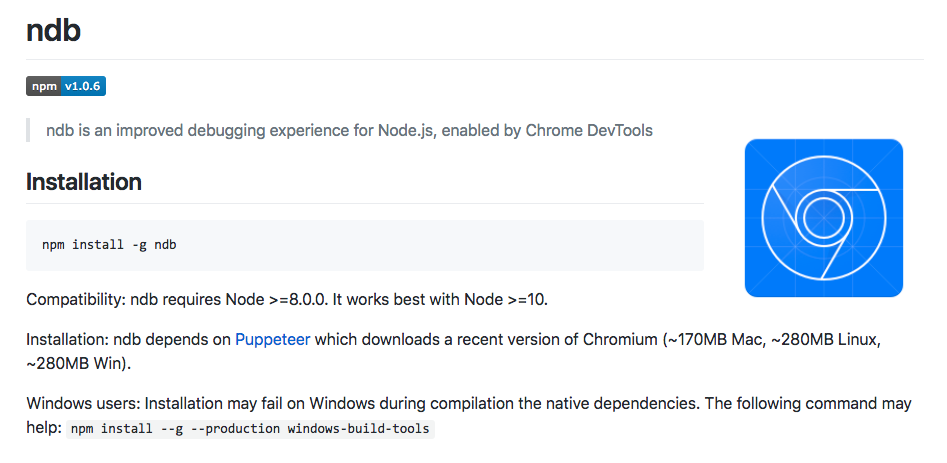 ndb
npm v1.0.6
ndb is an improved debugging experience for Node.js, enabled by Chrome DevTools
Installation
npm install -g ndb
Compatibility: ndb requires Node >=8.0.0. It works best with Node >=10.
Installation: ndb depends on Puppeteer which downloads a recent version of Chromium (~170MB Mac, ~280MB Linux,
~280MB Win).
Windows users: Installation may fail on Windows during compilation the native dependencies. The following command may
help: npm install --g --production windows-build-tools